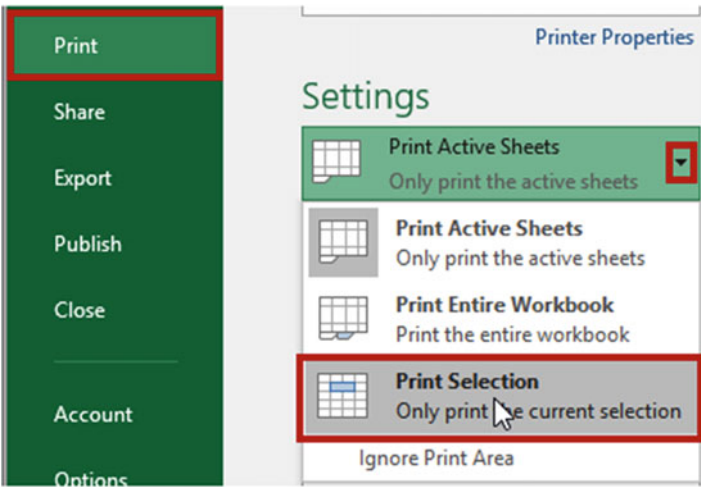 Print
Share
Export
Publish
Close
Account
Options
Printer Properties
Settings
Print Active Sheets
Only print the active sheets
Print Active Sheets
Only print the active sheets
Print Entire Workbook
Print the entire workbook
Print Selection
Only print the current selection
Ignore Print Area